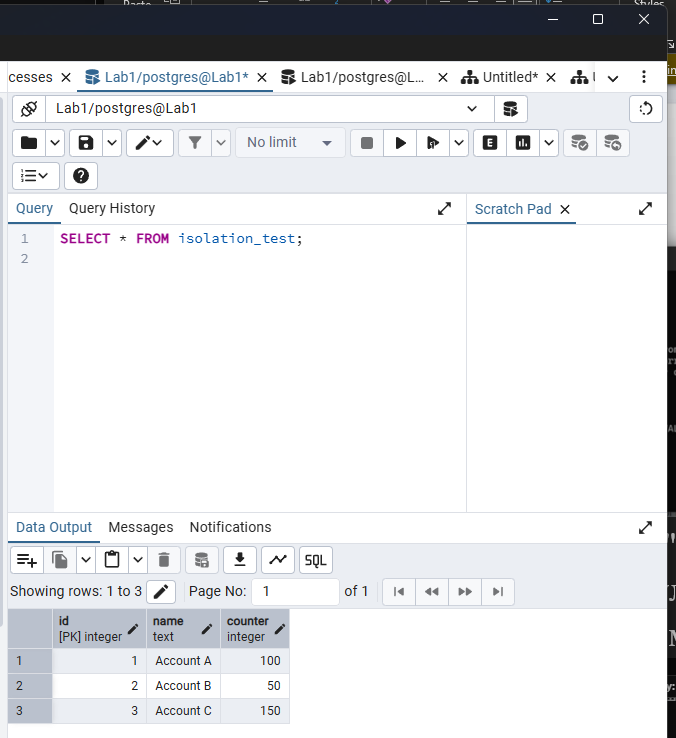 Paste
Styles
cesses
Lab1/postgres@Lab1*
Lab1/postgres@L...
Untitled*
Lab1/postgres@Lab1
No limit
E
Query
Query History
Scratch Pad
1 SELECT * FROM isolation_test;
2
Data Output
Messages
Notifications
SQL
Showing rows: 1 to 3
Page No: 1 of 1
id name counter
[PK] integer text integer
1 1 Account A 100
2 2 Account B 50
3 3 Account C 150